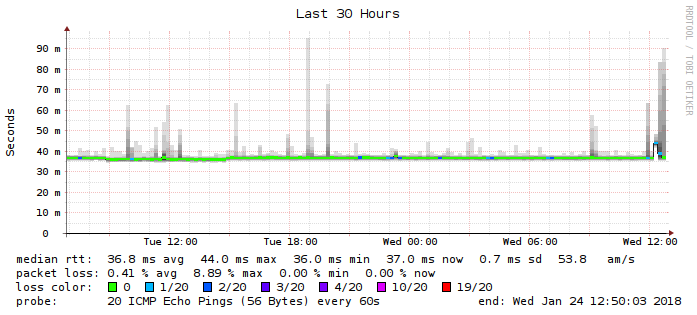 Last 30 Hours
RRDTOOL / TOBI OETIKER
Seconds
90 m
80 m
70 m
60 m
50 m
40 m
30 m
20 m
10 m
0
Tue 12:00 Tue 18:00 Wed 00:00 Wed 06:00 Wed 12:00
median rtt: 36.8 ms avg 44.0 ms max 36.0 ms min 37.0 ms now 0.7 ms sd 53.8 am/s
packet loss: 0.41 % avg 8.89 % max 0.00 % min 0.00 % now
loss color: 0 1/20 2/20 3/20 4/20 10/20 19/20
probe: 20 ICMP Echo Pings (56 Bytes) every 60s end: Wed Jan 24 12:50:03 2018